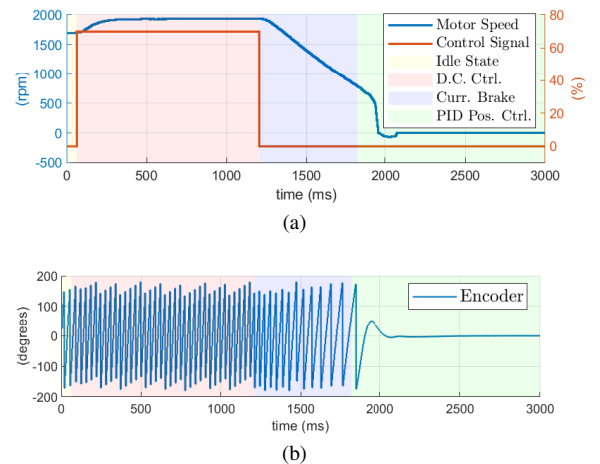 2000
1500
1000
500
0
-500
(rpm)
80
60
40
20
0
(%)
Motor Speed
Control Signal
Idle State
D.C. Ctrl.
Curr. Brake
PID Pos. Ctrl.
0 500 1000 1500 2000 2500 3000
time (ms)
(a)
200
100
0
-100
-200
(degrees)
Encoder
0 500 1000 1500 2000 2500 3000
time (ms)
(b)